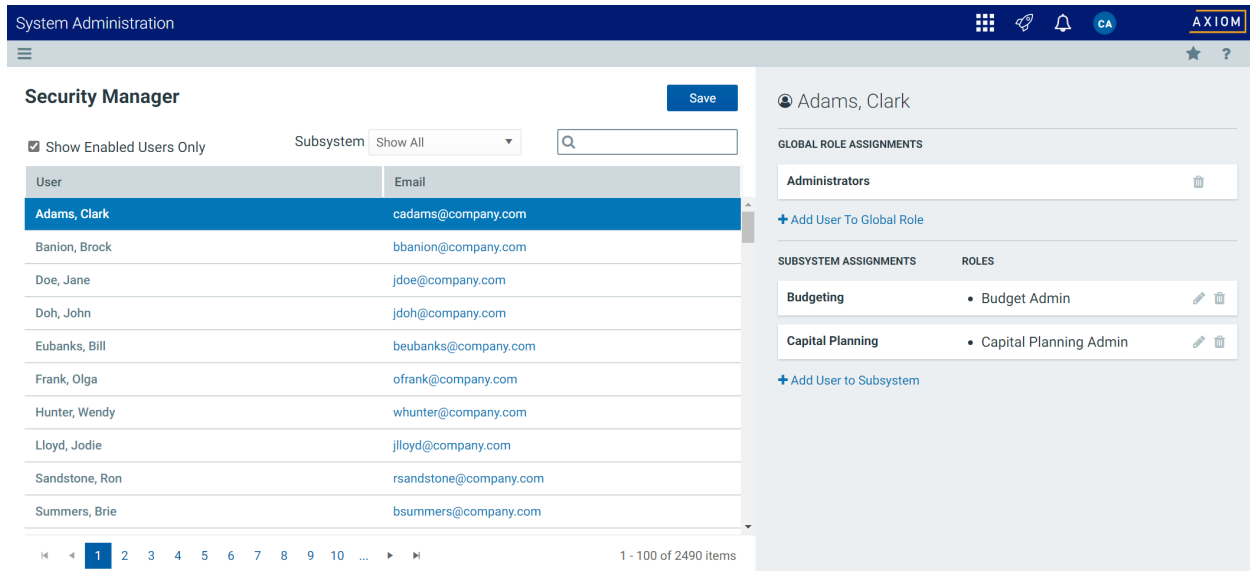 System Administration
CA
AXIOM
?
Security Manager
Save
Show Enabled Users Only
Subsystem Show All
User Email
Adams, Clark cadams@company.com
Banion, Brock bbanion@company.com
Doe, Jane jdoe@company.com
Doh, John jdoh@company.com
Eubanks, Bill beubanks@company.com
Frank, Olga ofrank@company.com
Hunter, Wendy whunter@company.com
Lloyd, Jodie jlloyd@company.com
Sandstone, Ron rsandstone@company.com
Summers, Brie bsummers@company.com
1 2 3 4 5 6 7 8 9 10 ... 1 - 100 of 2490 items
Adams, Clark
GLOBAL ROLE ASSIGNMENTS
Administrators
+ Add User To Global Role
SUBSYSTEM ASSIGNMENTS ROLES
Budgeting • Budget Admin
Capital Planning • Capital Planning Admin
+ Add User to Subsystem